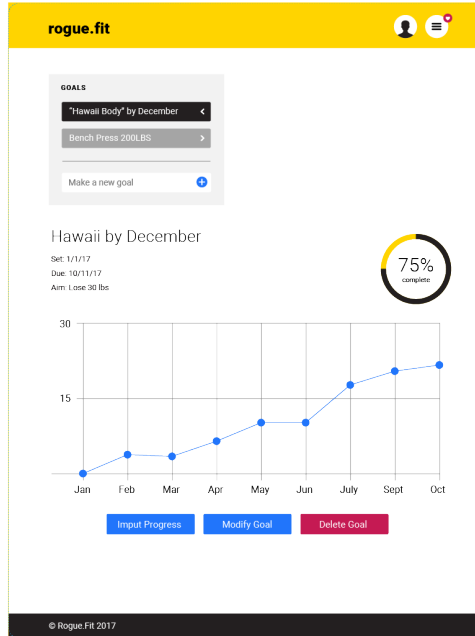 rogue.fit
GOALS
"Hawaii Body" by December
Bench Press 200LBS
Make a new goal
Hawaii by December
Set: 1/1/17
Due: 10/11/17
Aim: Lose 30 lbs
75%
complete
30
15
Jan Feb Mar Apr May Jun July Sept Oct
Imput Progress Modify Goal Delete Goal
© Rogue.Fit 2017